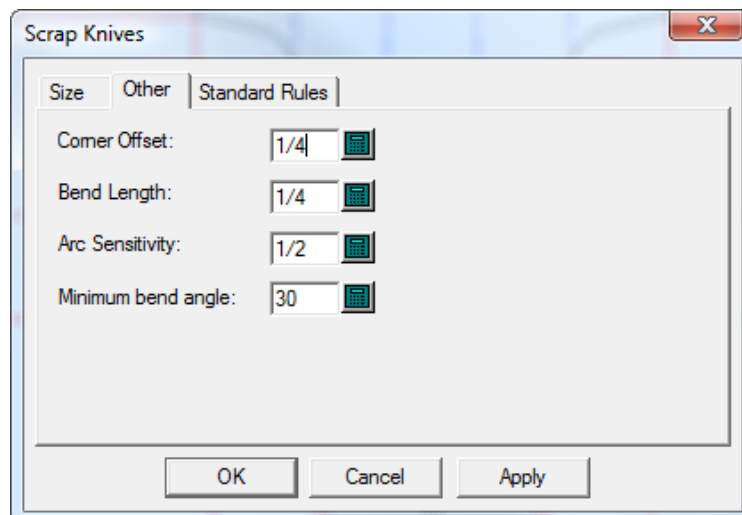 Scrap Knives
Size Other Standard Rules
Corner Offset: 1/4
Bend Length: 1/4
Arc Sensitivity: 1/2
Minimum bend angle: 30
OK Cancel Apply